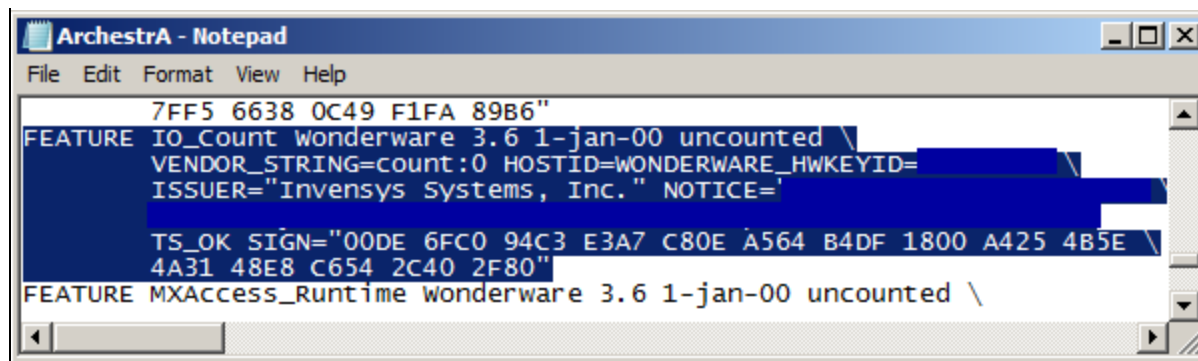 ArchestrA - Notepad
File Edit Format View Help
7FF5 6638 0C49 F1FA 89B6"
FEATURE IO_Count Wonderware 3.6 1-jan-00 uncounted \
VENDOR_STRING=count:0 HOSTID=WONDERWARE_HWKEYID= \
ISSUER="Invensys Systems, Inc." NOTICE=" \
TS_OK SIGN="00DE 6FC0 94C3 E3A7 C80E A564 B4DF 1800 A425 4B5E \
4A31 48E8 C654 2C40 2F80"
FEATURE MXAccess_Runtime Wonderware 3.6 1-jan-00 uncounted \